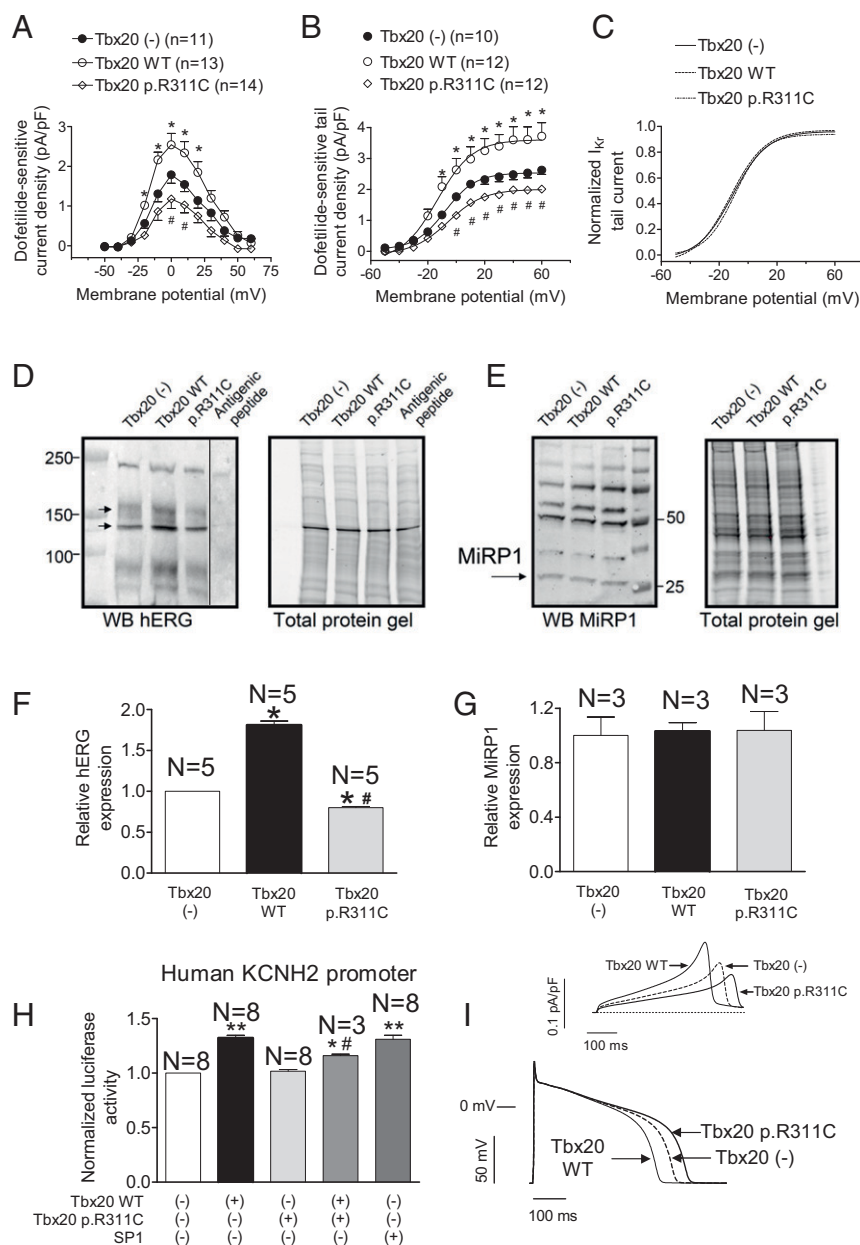 A
Tbx20 (-) (n=11)
Tbx20 WT (n=13)
Tbx20 p.R311C (n=14)
Dofetilide-sensitive
current density (pA/pF)
3
2
1
0
* * * *
# #
-50 -25 0 25 50 75
Membrane potential (mV)
B
Tbx20 (-) (n=10)
Tbx20 WT (n=12)
Tbx20 p.R311C (n=12)
Dofetilide-sensitive tail
current density (pA/pF)
5
4
3
2
1
0
* * * * * * * *
# # # # # # #
-60 -20 20 60
Membrane potential (mV)
C
Tbx20 (-)
Tbx20 WT
Tbx20 p.R311C
Normalized IKr
tail current
1.0
0.8
0.6
0.4
0.2
0.0
-60 -20 20 60
Membrane potential (mV)
D
Tbx20 (-)
Tbx20 WT
p.R311C
Antigenic
peptide
250
150
100
WB hERG
Tbx20 (-)
Tbx20 WT
p.R311C
Antigenic
peptide
Total protein gel
E
Tbx20 (-)
Tbx20 WT
p.R311C
MiRP1
50
25
WB MiRP1
Tbx20 (-)
Tbx20 WT
p.R311C
Total protein gel
F
Relative hERG
expression
2.0
1.5
1.0
0.5
0.0
N=5
N=5
*
N=5
* #
Tbx20
(-)
Tbx20
WT
Tbx20
p.R311C
G
Relative MiRP1
expression
1.2
0.8
0.4
0.0
N=3
N=3
N=3
Tbx20
(-)
Tbx20
WT
Tbx20
p.R311C
H
Human KCNH2 promoter
Normalized luciferase
activity
1.5
1.0
0.5
0.0
N=8
N=8
**
N=8
N=3
* #
N=8
**
Tbx20 WT (-) (+) (-) (+) (-)
Tbx20 p.R311C (-) (-) (+) (+) (-)
SP1 (-) (-) (-) (-) (+)
I
0.1 pA/pF
Tbx20 WT
Tbx20 (-)
Tbx20 p.R311C
100 ms
0 mV
50 mV
Tbx20
WT
Tbx20 p.R311C
Tbx20 (-)
100 ms